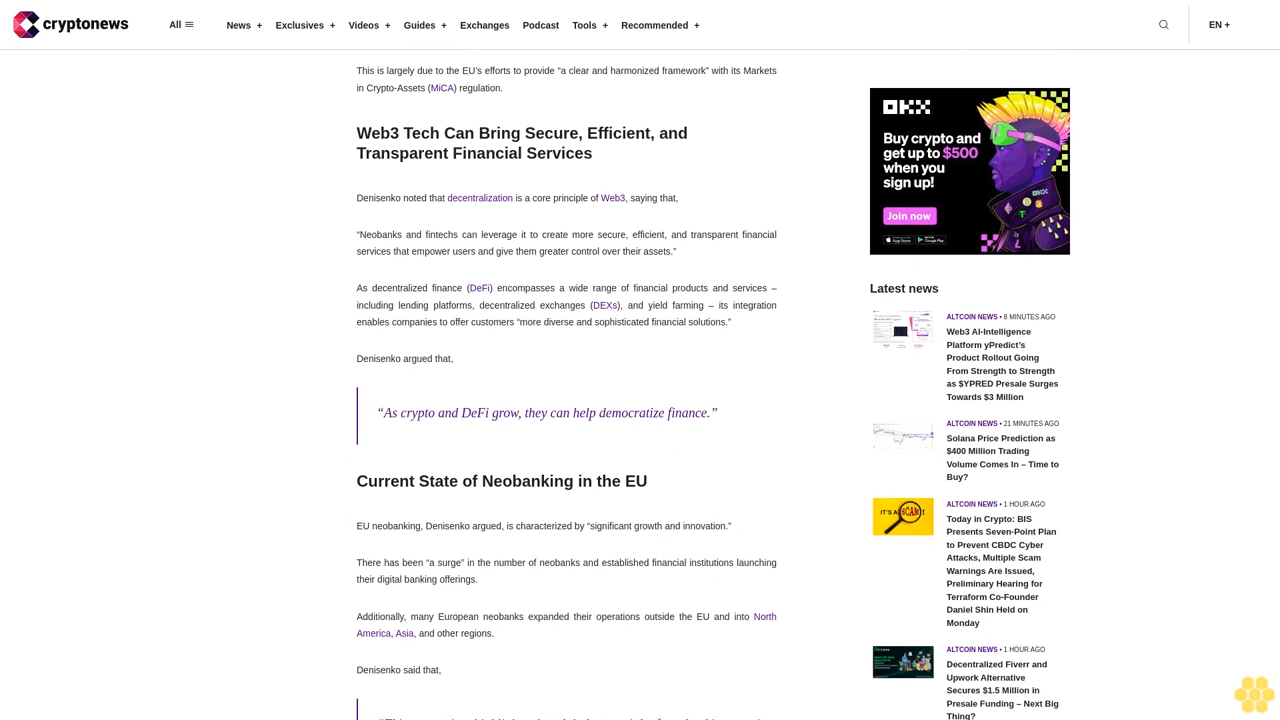 cryptonews
All
News +
Exclusives +
Videos +
Guides +
Exchanges
Podcast
Tools +
Recommended +
EN +
This is largely due to the EU’s efforts to provide “a clear and harmonized framework” with its Markets
in Crypto-Assets (MiCA) regulation.
Web3 Tech Can Bring Secure, Efficient, and
Transparent Financial Services
Denisenko noted that decentralization is a core principle of Web3, saying that,
“Neobanks and fintechs can leverage it to create more secure, efficient, and transparent financial
services that empower users and give them greater control over their assets.”
As decentralized finance (DeFi) encompasses a wide range of financial products and services –
including lending platforms, decentralized exchanges (DEXs), and yield farming – its integration
enables companies to offer customers “more diverse and sophisticated financial solutions.”
Denisenko argued that,
“As crypto and DeFi grow, they can help democratize finance.”
Current State of Neobanking in the EU
EU neobanking, Denisenko argued, is characterized by “significant growth and innovation.”
There has been “a surge” in the number of neobanks and established financial institutions launching
their digital banking offerings.
Additionally, many European neobanks expanded their operations outside the EU and into North
America, Asia, and other regions.
Denisenko said that,
OKX
Buy crypto and
get up to $500
when you
sign up!
Join now
App Store
Google Play
Latest news
ALTCOIN NEWS • 8 MINUTES AGO
Web3 AI-Intelligence
Platform yPredict’s
Product Rollout Going
From Strength to Strength
as $YPRED Presale Surges
Towards $3 Million
ALTCOIN NEWS • 21 MINUTES AGO
Solana Price Prediction as
$400 Million Trading
Volume Comes In – Time to
Buy?
IT'S A SCAM!
ALTCOIN NEWS • 1 HOUR AGO
Today in Crypto: BIS
Presents Seven-Point Plan
to Prevent CBDC Cyber
Attacks, Multiple Scam
Warnings Are Issued,
Preliminary Hearing for
Terraform Co-Founder
Daniel Shin Held on
Monday
ALTCOIN NEWS • 1 HOUR AGO
Decentralized Fiverr and
Upwork Alternative
Secures $1.5 Million in
Presale Funding – Next Big
Thing?